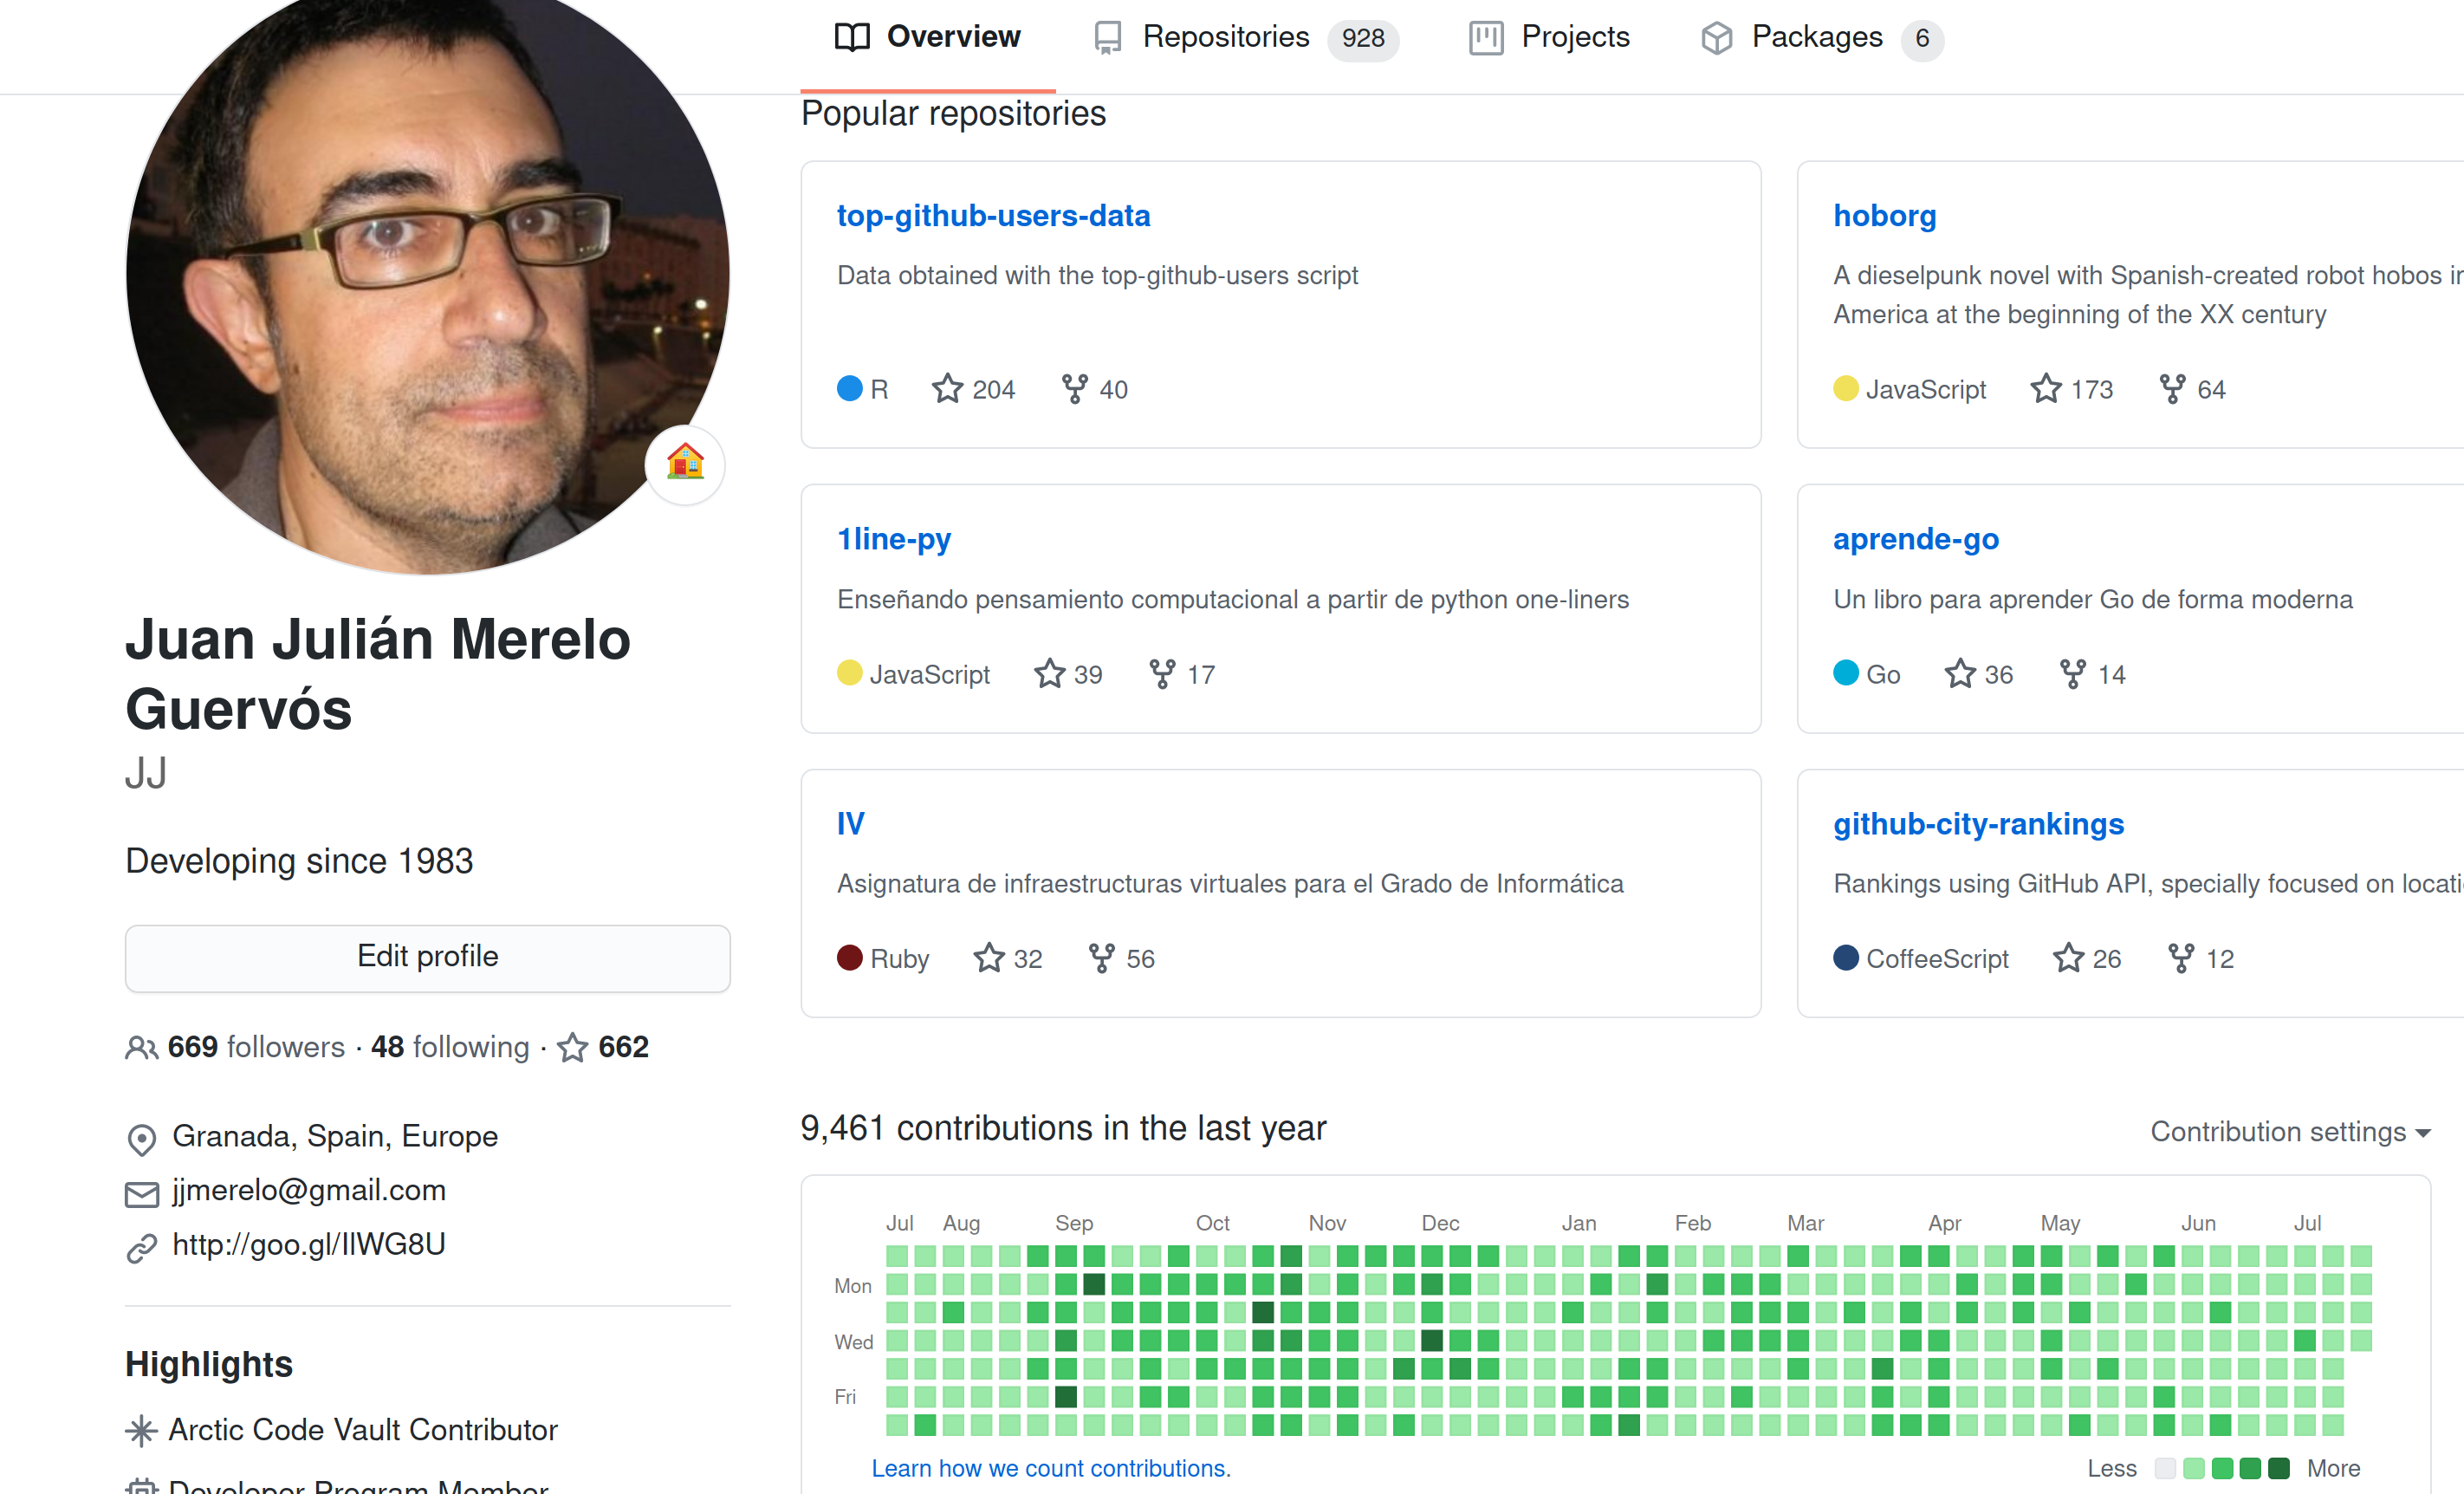 Overview
Repositories 928
Projects
Packages 6
Juan Julián Merelo
Guervós
JJ
Developing since 1983
Edit profile
669 followers · 48 following · 662
Granada, Spain, Europe
jjmerelo@gmail.com
Highlights
Arctic Code Vault Contributor
Developer Program Member
Popular repositories
top-github-users-data
Data obtained with the top-github-users script
R 204 40
hoborg
A dieselpunk novel with Spanish-created robot hobos
America at the beginning of the XX century
JavaScript 173 64
1line-py
Enseñando pensamiento computacional a partir de python one-liners
JavaScript 39 17
aprende-go
Un libro para aprender Go de forma moderna
Go 36 14
IV
Asignatura de infraestructuras virtuales para el Grado de Informática
Ruby 32 56
github-city-rankings
Rankings using GitHub API, specially focused on
CoffeeScript 26 12
9,461 contributions in the last year
Contribution settings
Jul Aug Sep Oct Nov Dec Jan Feb Mar Apr May Jun Jul
Mon
Wed
Fri
Learn how we count contributions.
Less More